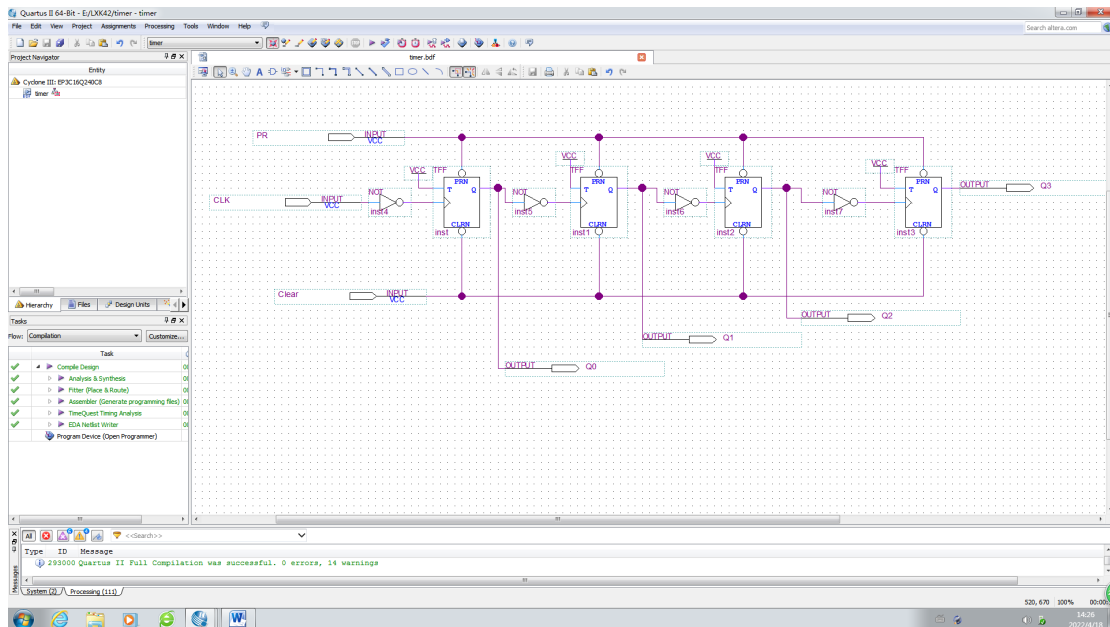 Quartus II 64-Bit - E:/LXK42/timer - timer
File Edit View Project Assignments Processing Tools Window Help
Search altera.com
timer
Project Navigator
timer.bdf
Entity
Cyclone III: EP3C16Q240C8
timer
Hierarchy Files Design Units
Tasks
Flow: Compilation Customize...
Task
Compile Design
Analysis & Synthesis
Fitter (Place & Route)
Assembler (Generate programming files)
TimeQuest Timing Analysis
EDA Netlist Writer
Program Device (Open Programmer)
PR INPUT VCC
VCC VCC VCC VCC
TFF TFF TFF TFF
PRN PRN PRN PRN
T Q T Q T Q T Q
OUTPUT Q3
NOT NOT NOT NOT
CLK INPUT VCC
inst4 inst5 inst6 inst7
CLRN CLRN CLRN CLRN
inst inst1 inst2 inst3
Clear INPUT VCC
OUTPUT Q2
OUTPUT Q1
OUTPUT Q0
All <<Search>>
Type ID Message
293000 Quartus II Full Compilation was successful. 0 errors, 14 warnings
Messages
System (2) Processing (111)
520, 670 100% 00:00:
14:26
2022/4/18